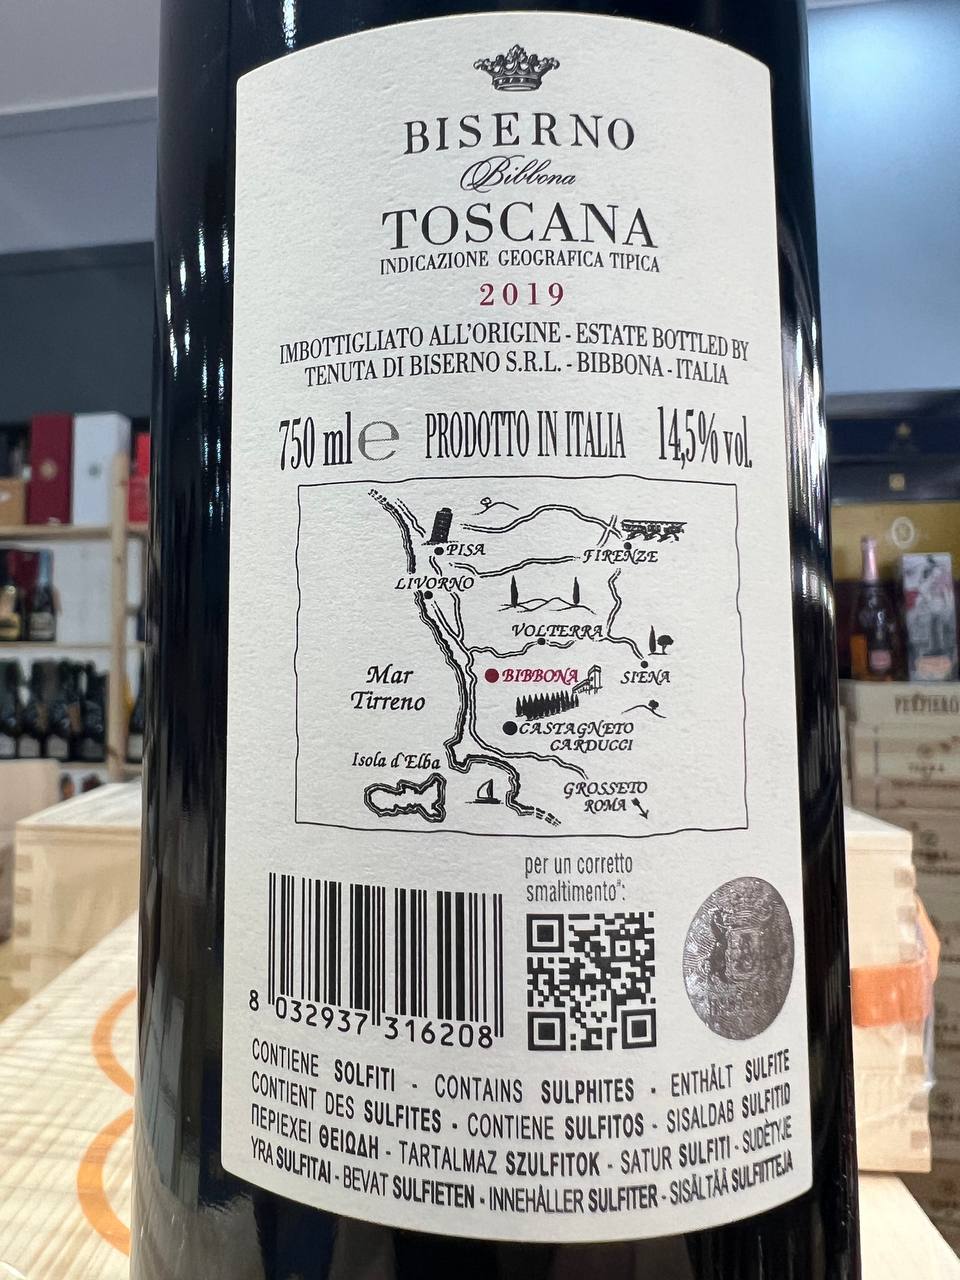 BISERNO
Bibbona
TOSCANA
INDICAZIONE GEOGRAFICA TIPICA
2019
IMBOTTIGLIATO ALL'ORIGINE - ESTATE BOTTLED BY
TENUTA DI BISERNO S.R.L. - BIBBONA - ITALIA
750 ml e PRODOTTO IN ITALIA 14,5% vol.
PISA
FIRENZE
LIVORNO
VOLTERRA
Mar
Tirreno
BIBBONA
SIENA
CASTAGNETO
CARDUCCI
Isola d'Elba
GROSSETO
ROMA
per un corretto
smaltimento*:
8 032937 316208
CONTIENE SOLFITI - CONTAINS SULPHITES - ENTHÄLT SULFITE
CONTIENT DES SULFITES - CONTIENE SULFITOS - SISALDAB SULFITID
ΠΕΡΙΕΧΕΙ ΘΕΙΩΔΗ - TARTALMAZ SZULFITOK - SATUR SULFITI - SUDĖTYJE
YRA SULFITAI - BEVAT SULFIETEN - INNEHÅLLER SULFITER - SISÄLTÄÄ SULFIITTEJA